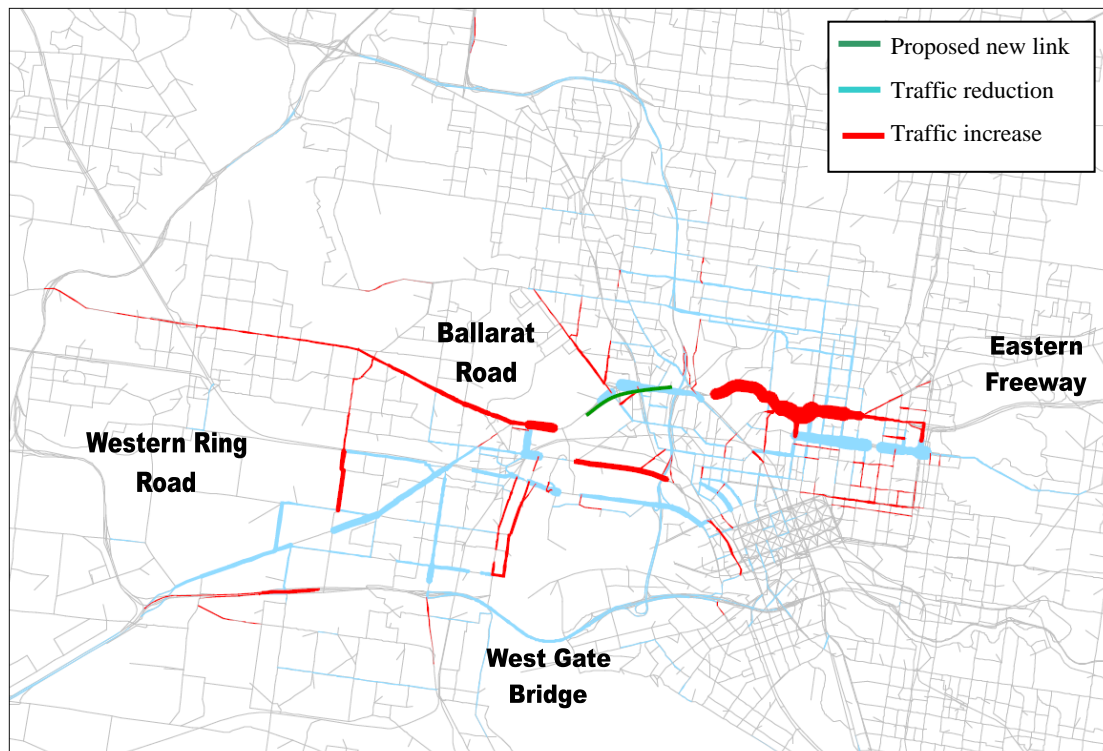 Proposed new link
Traffic reduction
Traffic increase
Ballarat
Road
Eastern
Freeway
Western Ring
Road
West Gate
Bridge